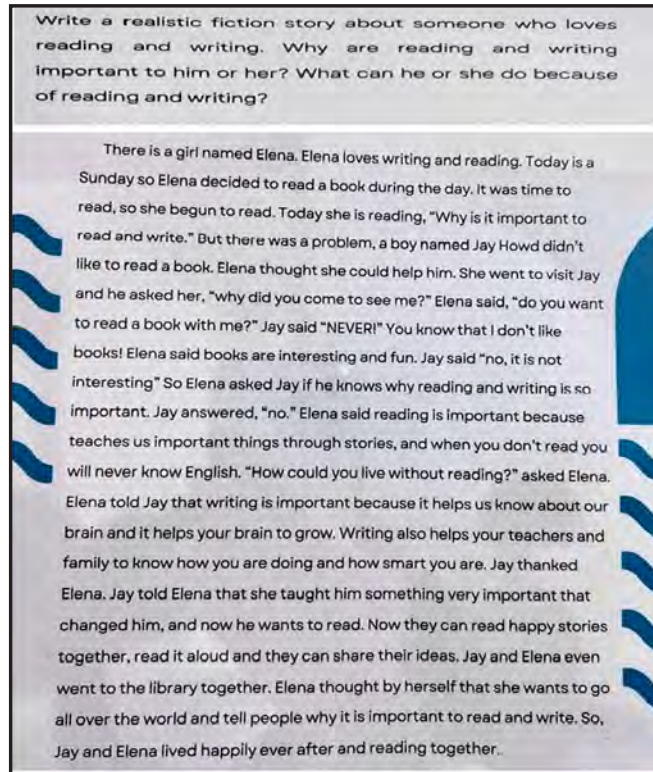 Write a realistic fiction story about someone who loves
reading and writing. Why are reading and writing
important to him or her? What can he or she do because
of reading and writing?
There is a girl named Elena. Elena loves writing and reading. Today is a
Sunday so Elena decided to read a book during the day. It was time to
read, so she begun to read. Today she is reading, “Why is it important to
read and write.” But there was a problem, a boy named Jay Howd didn’t
like to read a book. Elena thought she could help him. She went to visit Jay
and he asked her, “why did you come to see me?” Elena said, “do you want
to read a book with me?” Jay said “NEVER!” You know that I don’t like
books! Elena said books are interesting and fun. Jay said “no, it is not
interesting” So Elena asked Jay if he knows why reading and writing is so
important. Jay answered, “no.” Elena said reading is important because
teaches us important things through stories, and when you don’t read you
will never know English. “How could you live without reading?” asked Elena.
Elena told Jay that writing is important because it helps us know about our
brain and it helps your brain to grow. Writing also helps your teachers and
family to know how you are doing and how smart you are. Jay thanked
Elena. Jay told Elena that she taught him something very important that
changed him, and now he wants to read. Now they can read happy stories
together, read it aloud and they can share their ideas. Jay and Elena even
went to the library together. Elena thought by herself that she wants to go
all over the world and tell people why it is important to read and write. So,
Jay and Elena lived happily ever after and reading together..